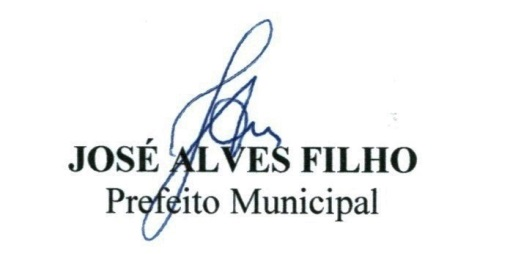 JOSÉ ALVES FILHO
Prefeito Municipal